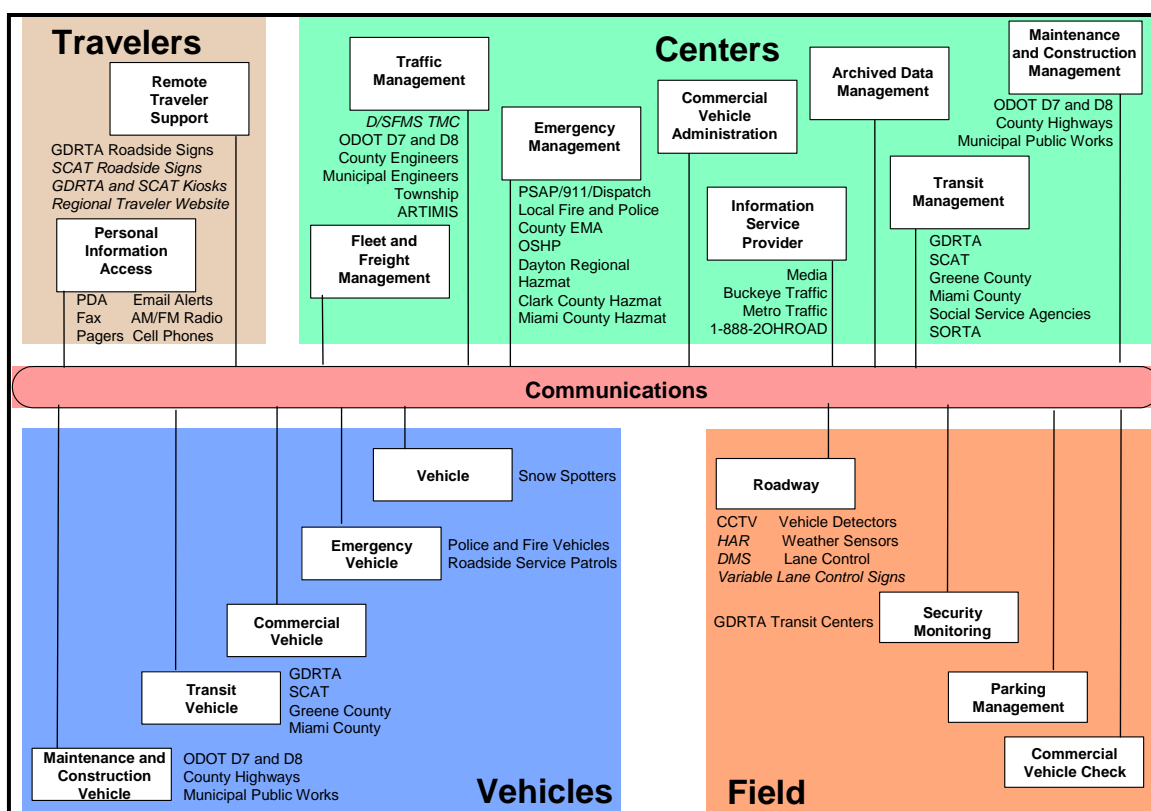 Travelers
Remote
Traveler
Support
GDRTA Roadside Signs
SCAT Roadside Signs
GDRTA and SCAT Kiosks
Regional Traveler Website
Personal
Information
Access
PDA Email Alerts
Fax AM/FM Radio
Pagers Cell Phones
Centers
Traffic
Management
D/SFMS TMC
ODOT D7 and D8
County Engineers
Municipal Engineers
Township
ARTIMIS
Fleet and
Freight
Management
Emergency
Management
PSAP/911/Dispatch
Local Fire and Police
County EMA
OSHP
Dayton Regional
Hazmat
Clark County Hazmat
Miami County Hazmat
Commercial
Vehicle
Administration
Information
Service
Provider
Media
Buckeye Traffic
Metro Traffic
1-888-2OHROAD
Archived Data
Management
Transit
Management
GDRTA
SCAT
Greene County
Miami County
Social Service Agencies
SORTA
Maintenance
and Construction
Management
ODOT D7 and D8
County Highways
Municipal Public Works
Communications
Vehicle
Snow Spotters
Emergency
Vehicle
Police and Fire Vehicles
Roadside Service Patrols
Commercial
Vehicle
Transit
Vehicle
GDRTA
SCAT
Greene County
Miami County
Maintenance and
Construction
Vehicle
ODOT D7 and D8
County Highways
Municipal Public Works
Vehicles
Roadway
CCTV Vehicle Detectors
HAR Weather Sensors
DMS Lane Control
Variable Lane Control Signs
GDRTA Transit Centers
Security
Monitoring
Parking
Management
Commercial
Vehicle Check
Field